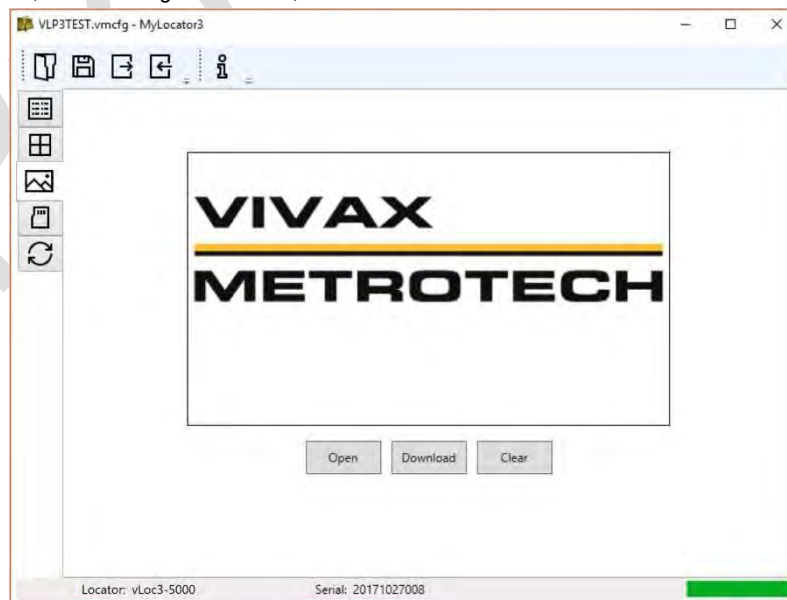 VLP3TEST.vmcfg - MyLocator3
VIVAX
METROTECH
Open
Download
Clear
Locator: vLoc3-5000
Serial: 20171027008